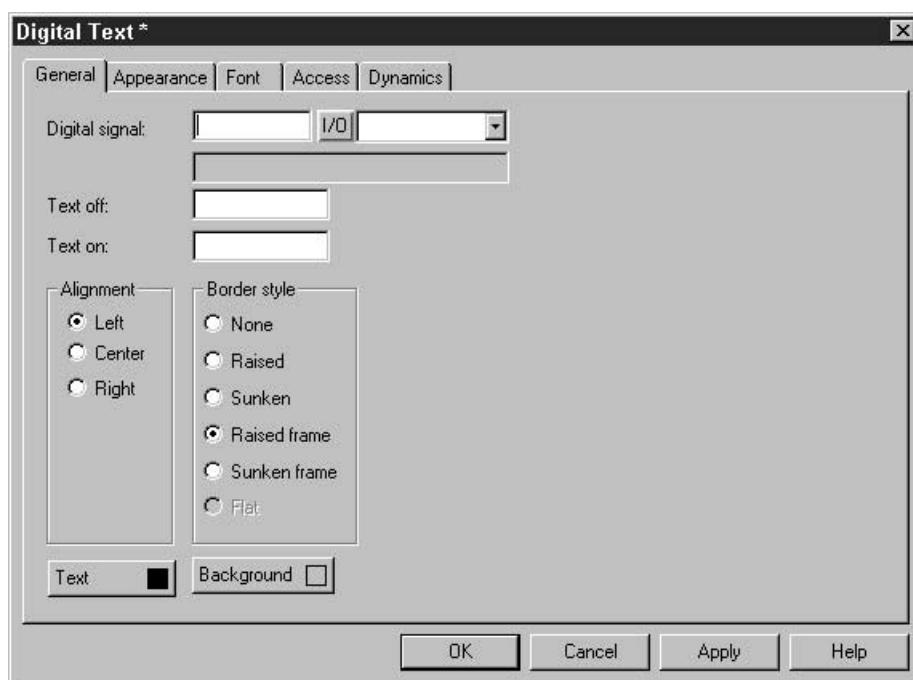 Digital Text *
General Appearance Font Access Dynamics
Digital signal: I/O
Text off:
Text on:
Alignment Border style
Left None
Center Raised
Right Sunken
Raised frame
Sunken frame
Flat
Text Background
OK Cancel Apply Help